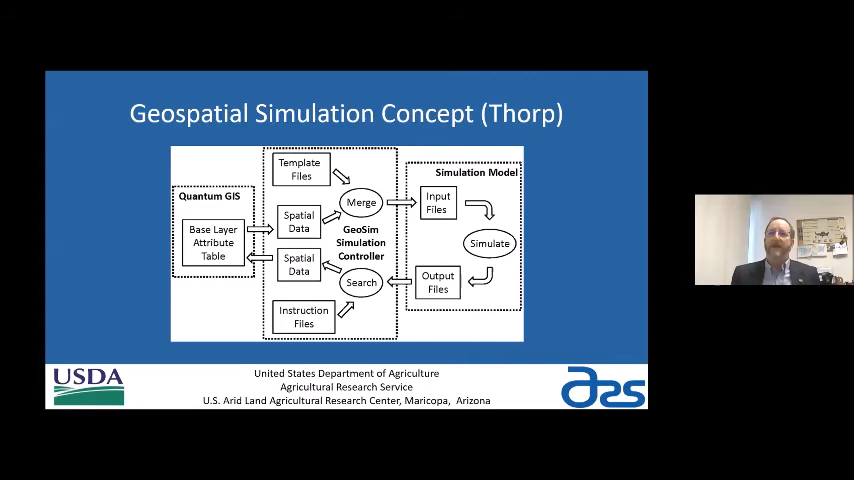 Geospatial Simulation Concept (Thorp)
Template
Files
Simulation Model
Quantum GIS
Merge
Input
Files
Spatial
Data
Base Layer
Attribute
Table
GeoSim
Simulation
Controller
Simulate
Spatial
Data
Search
Output
Files
Instruction
Files
USDA
United States Department of Agriculture
Agricultural Research Service
U.S. Arid Land Agricultural Research Center, Maricopa, Arizona
ars